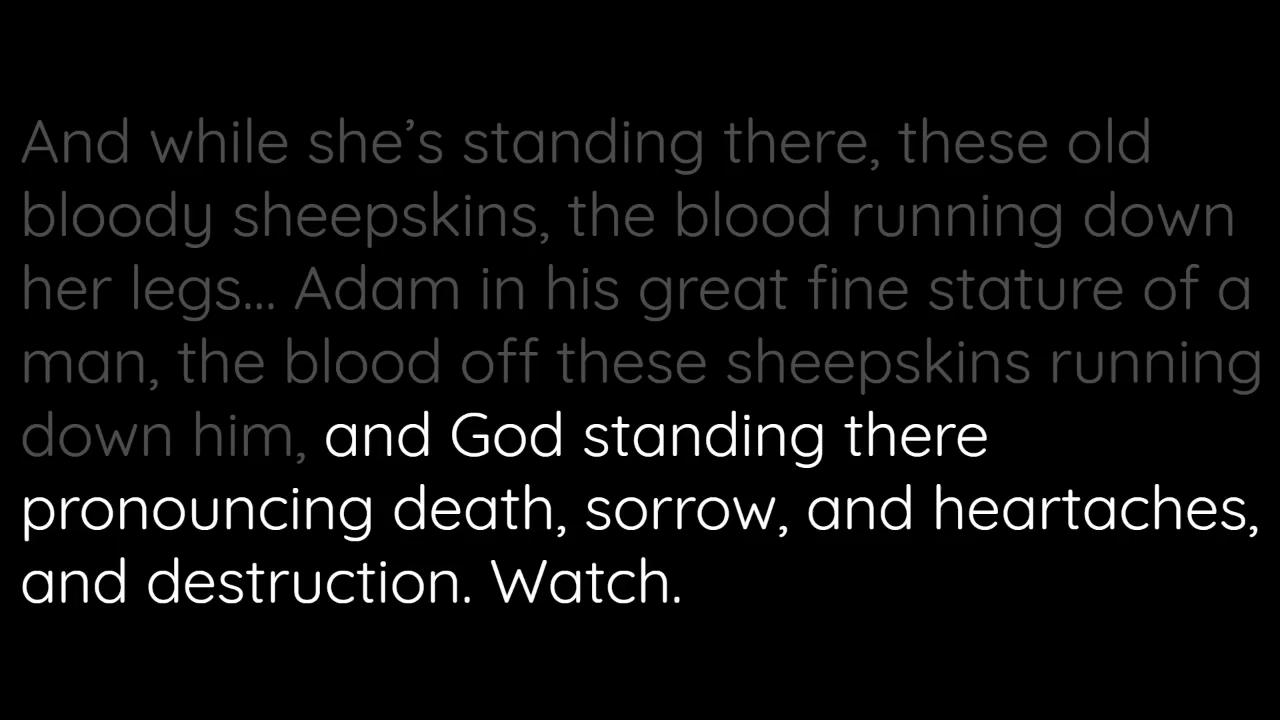 And while she’s standing there, these old
bloody sheepskins, the blood running down
her legs... Adam in his great fine stature of a
man, the blood off these sheepskins running
down him, and God standing there
pronouncing death, sorrow, and heartaches,
and destruction. Watch.